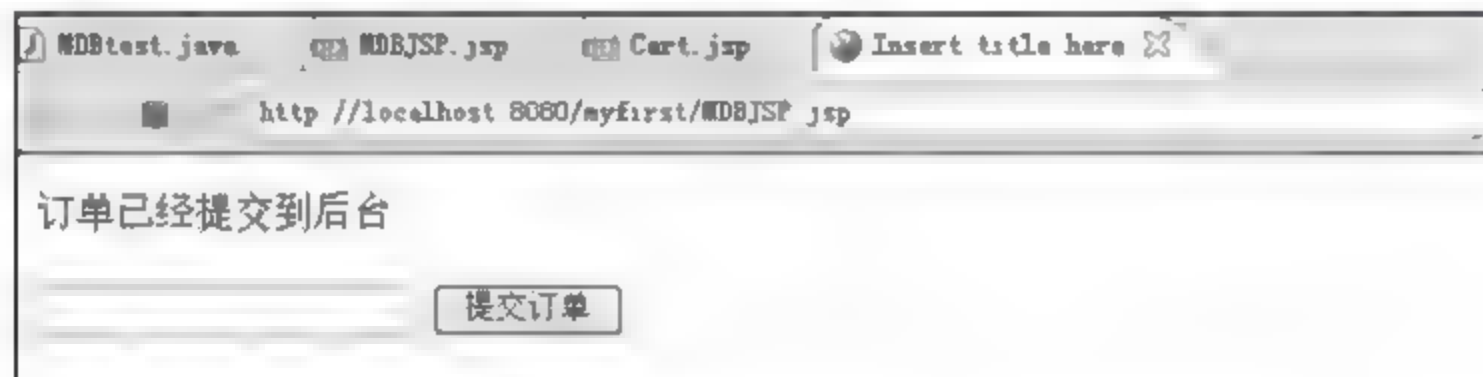 MDBtest.java MDBJSP.jsp Cart.jsp Insert title here
http //localhost 8080/myfirst/MDBJSP jsp
订单已经提交到后台
提交订单